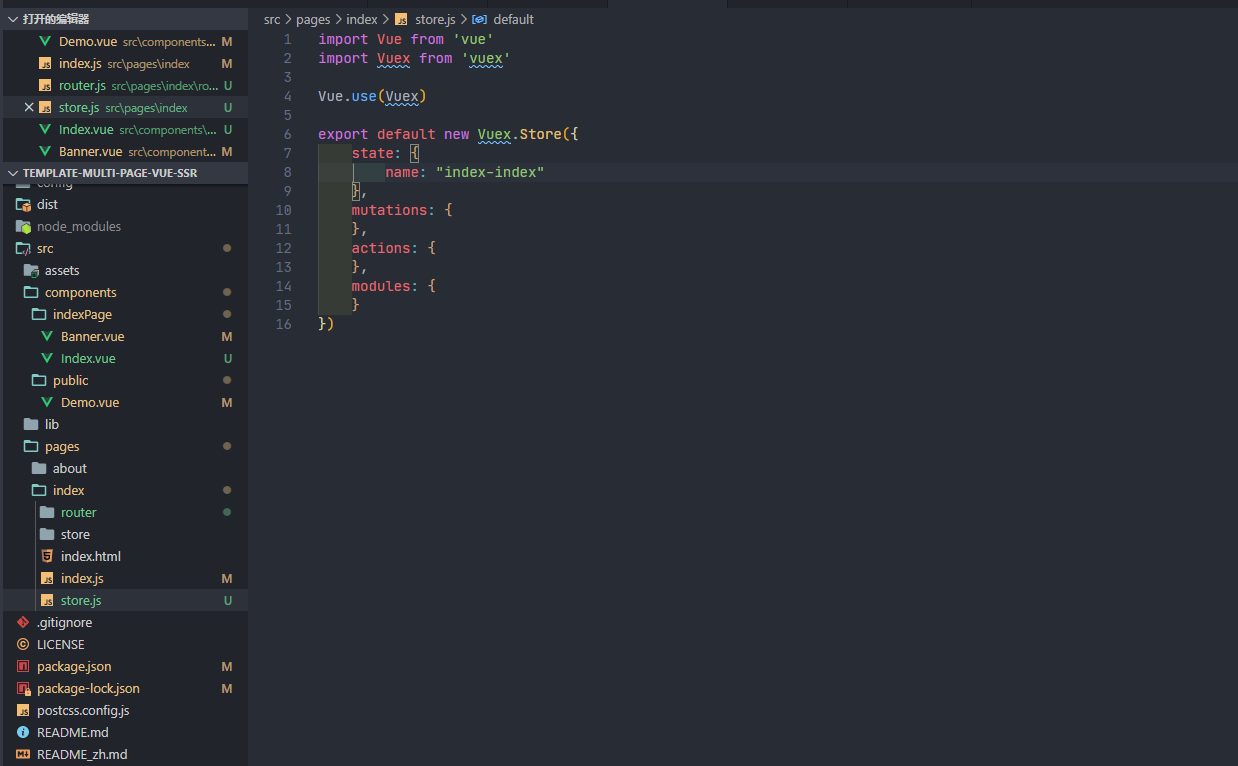 打开的编辑器
Demo.vue src\components... M
index.js src\pages\index M
router.js src\pages\index\ro... U
store.js src\pages\index U
Index.vue src\components\... U
Banner.vue src\component... M
TEMPLATE-MULTI-PAGE-VUE-SSR
config
dist
node_modules
src
assets
components
indexPage
Banner.vue M
Index.vue U
public
Demo.vue M
lib
pages
about
index
router
store
index.html
index.js M
store.js U
.gitignore
LICENSE
package.json M
package-lock.json M
postcss.config.js
README.md
README_zh.md
src > pages > index > store.js > default
1 import Vue from 'vue'
2 import Vuex from 'vuex'
3
4 Vue.use(Vuex)
5
6 export default new Vuex.Store({
7 state: {
8 name: "index-index"
9 },
10 mutations: {
11 },
12 actions: {
13 },
14 modules: {
15 }
16 })